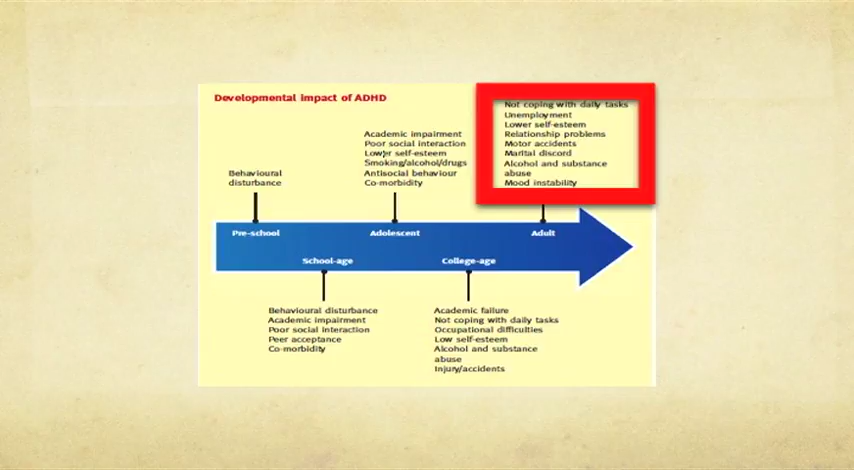 Developmental impact of ADHD
Not coping with daily tasks
Unemployment
Lower self-esteem
Relationship problems
Motor accidents
Marital discord
Alcohol and substance
abuse
Mood instability
Academic impairment
Poor social interaction
Lower self-esteem
Smoking/alcohol/drugs
Antisocial behaviour
Co-morbidity
Behavioural
disturbance
Pre-school
Adolescent
Adult
School-age
College-age
Behavioural disturbance
Academic impairment
Poor social interaction
Peer acceptance
Co-morbidity
Academic failure
Not coping with daily tasks
Occupational difficulties
Low self-esteem
Alcohol and substance
abuse
Injury/accidents